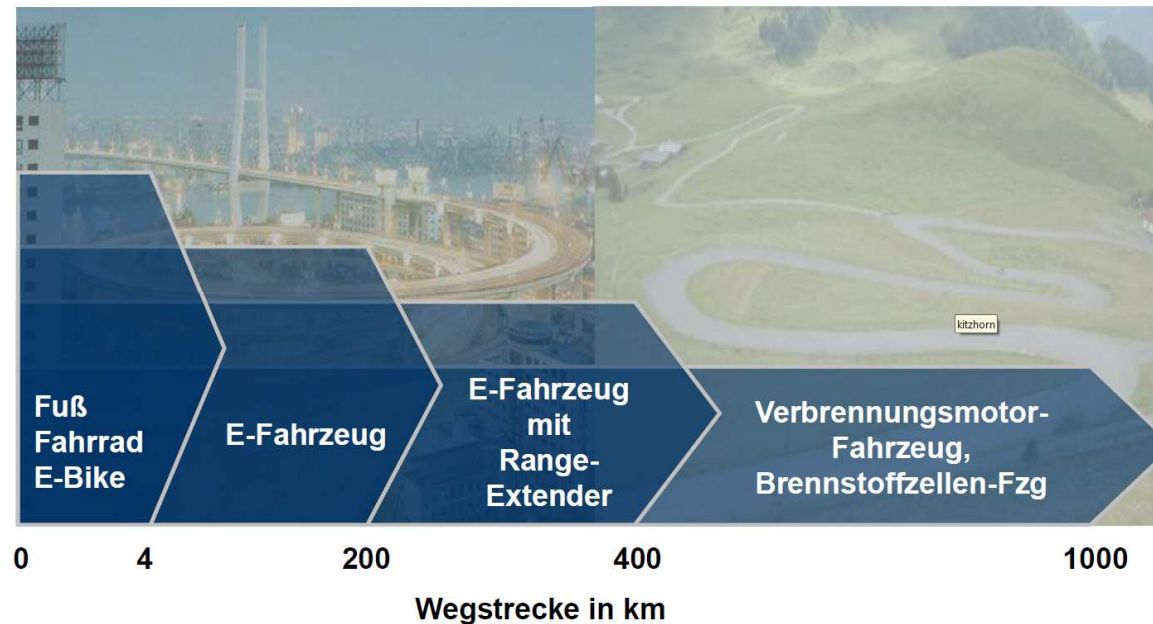 Fuß
Fahrrad
E-Bike
E-Fahrzeug
E-Fahrzeug
mit
Range-
Extender
Verbrennungsmotor-
Fahrzeug,
Brennstoffzellen-Fzg
kitzhorn
0 4 200 400 1000
Wegstrecke in km